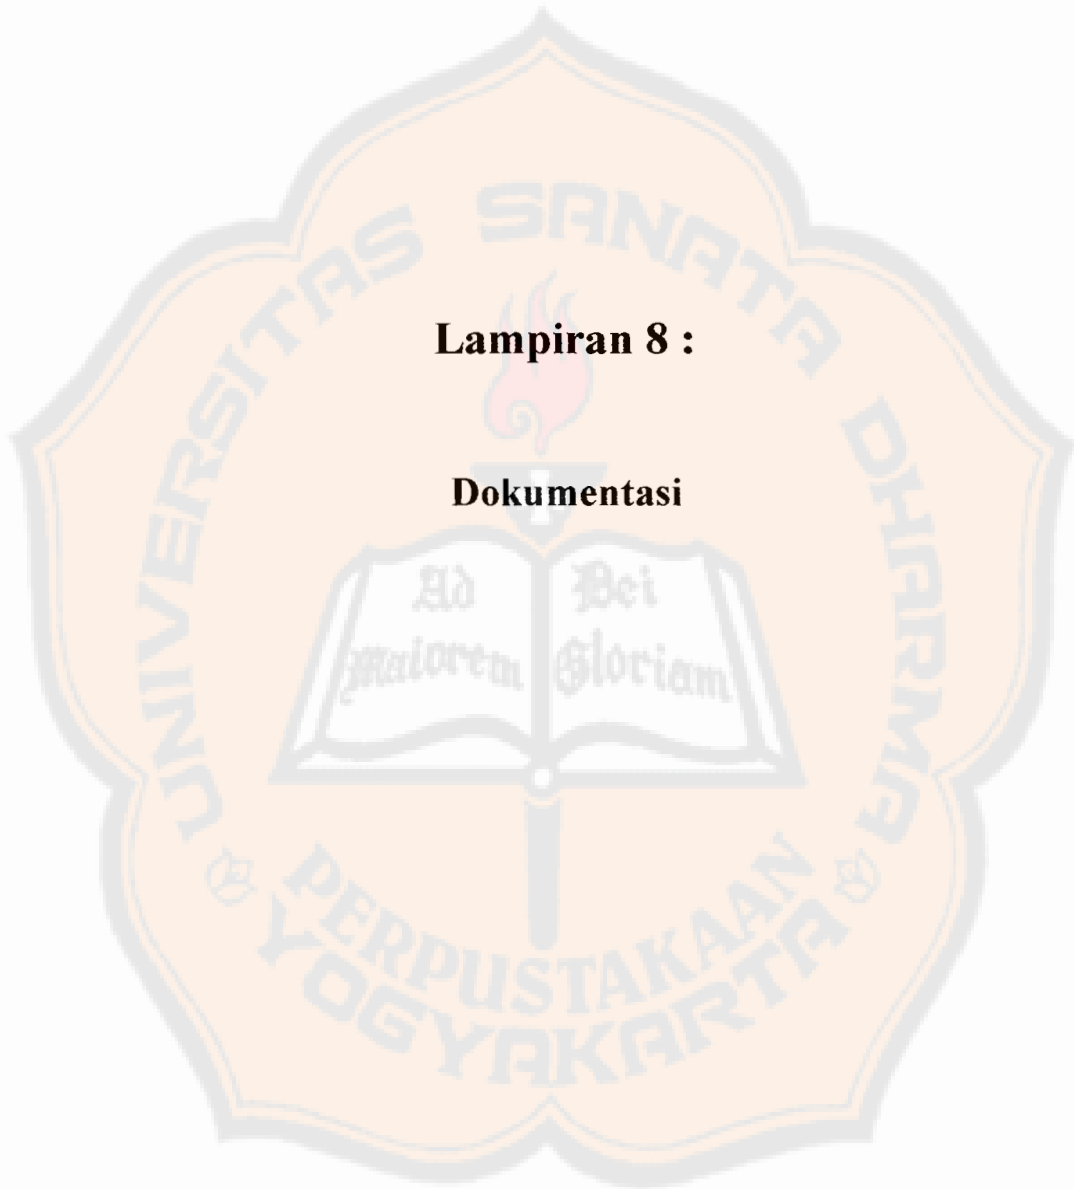 UNIVERSITAS SANATA DHARMA
Lampiran 8 :
Dokumentasi
Ad
Dei
maiorem
Gloriam
PERPUSTAKAAN
YOGYAKARTA